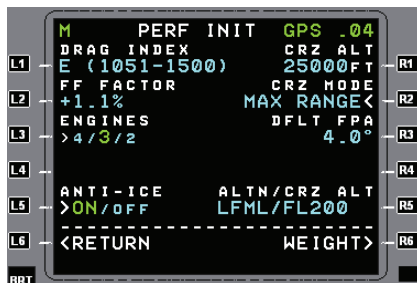 M PERF INIT GPS .04
DRAG INDEX CRZ ALT
L1 E (1051-1500) 25000FT R1
FF FACTOR CRZ MODE
L2 +1.1% MAX RANGE< R2
ENGINES DFLT FPA
L3 >4/3/2 4.0° R3
L4 R4
ANTI-ICE ALTN/CRZ ALT
L5 >ON/OFF LFML/FL200 R5
L6 <RETURN WEIGHT> R6
BRT